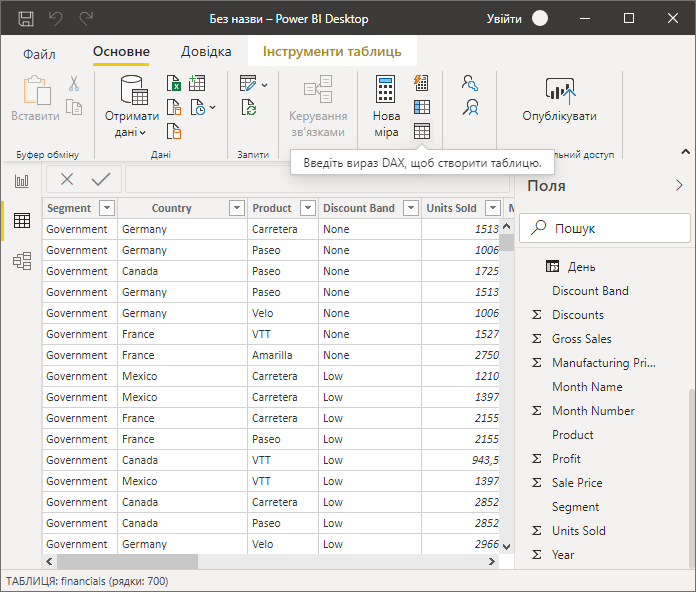 Без назви – Power BI Desktop
Увійти
Файл
Основне
Довідка
Інструменти таблиць
Вставити
Буфер обміну
Отримати
дані
Дані
Запити
Керування
зв’язками
Нова
міра
Опублікувати
льний доступ
Введіть вираз DAX, щоб створити таблицю.
Segment Country Product Discount Band Units Sold
Government Germany Carretera None 1513
Government Germany Paseo None 1006
Government Canada Paseo None 1725
Government Germany Paseo None 1513
Government Germany Velo None 1006
Government France VTT None 1527
Government France Amarilla None 2750
Government Mexico Carretera Low 1210
Government Mexico Carretera Low 1397
Government France Carretera Low 2155
Government France Paseo Low 2155
Government Canada VTT Low 943,5
Government Mexico VTT Low 1397
Government Canada Carretera Low 2852
Government Canada Paseo Low 2852
Government Germany Velo Low 2966
Поля
Пошук
День
Discount Band
Σ Discounts
Σ Gross Sales
Σ Manufacturing Pri...
Month Name
Σ Month Number
Product
Σ Profit
Σ Sale Price
Segment
Σ Units Sold
Σ Year
ТАБЛИЦЯ: financials (рядки: 700)